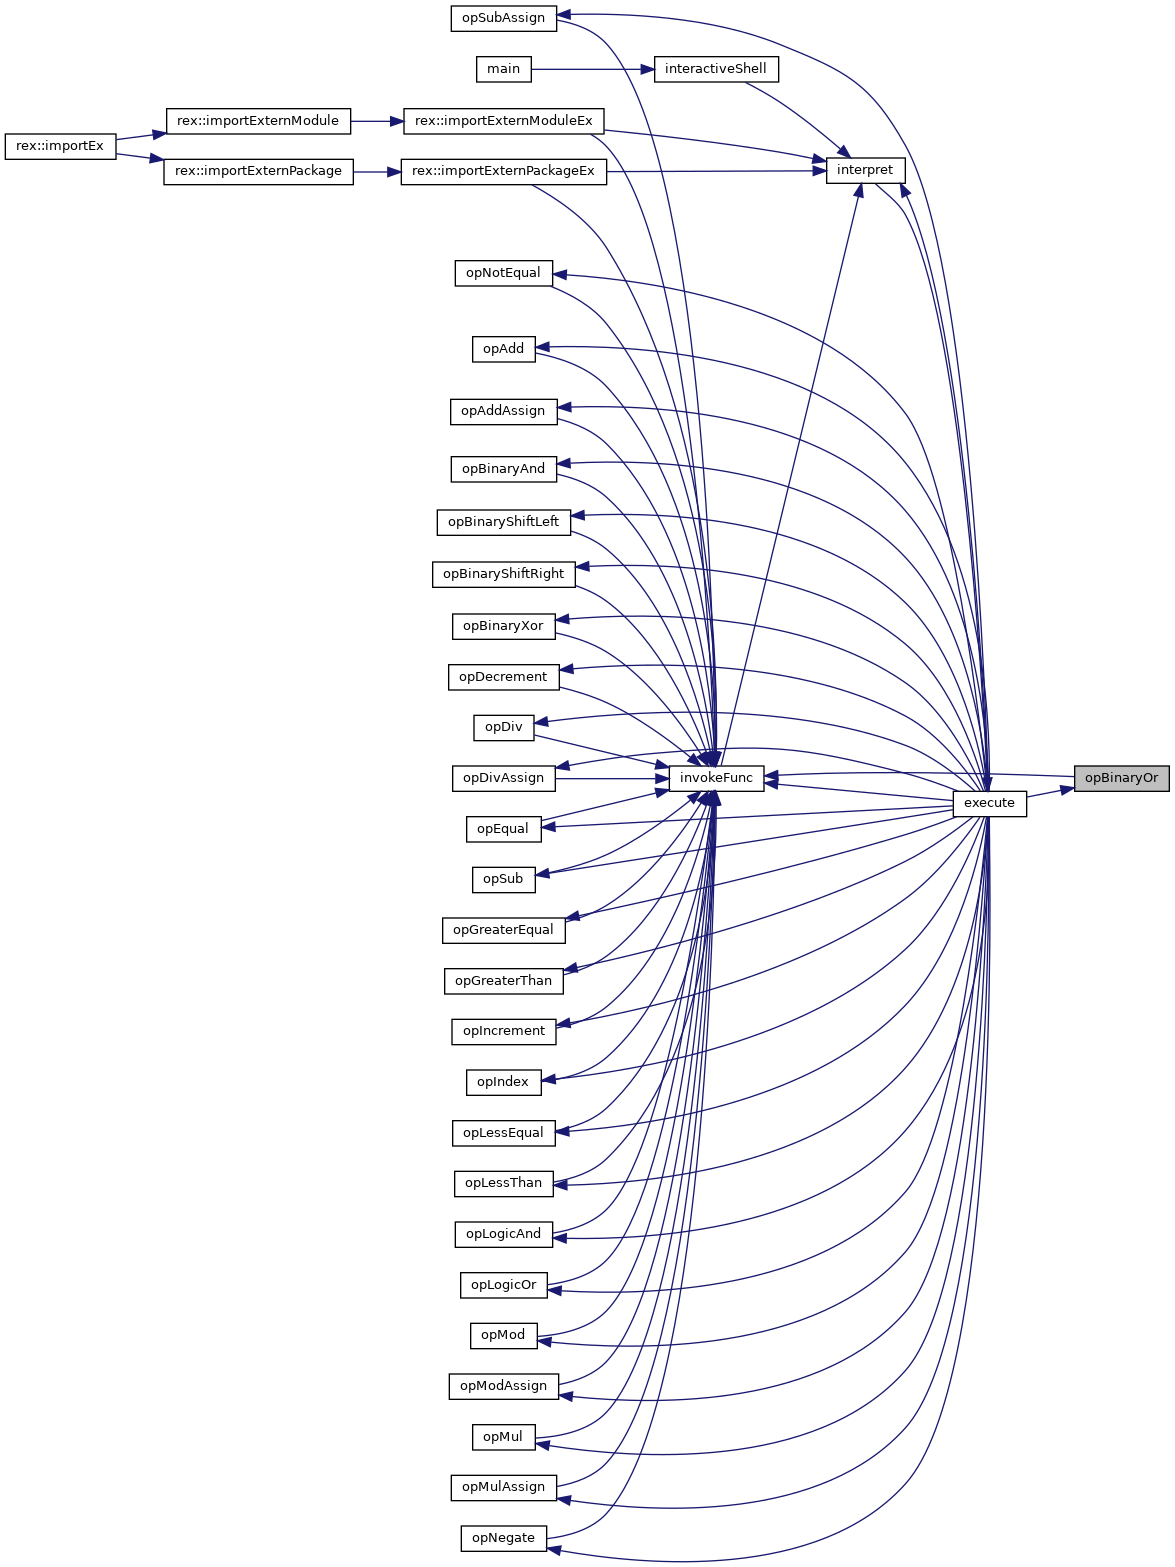 opSubAssign
main
interactiveShell
rex::importExternModule
rex::importExternModuleEx
rex::importEx
rex::importExternPackage
rex::importExternPackageEx
interpret
opNotEqual
opAdd
opAddAssign
opBinaryAnd
opBinaryShiftLeft
opBinaryShiftRight
opBinaryXor
opDecrement
opDiv
opDivAssign
invokeFunc
opBinaryOr
execute
opEqual
opSub
opGreaterEqual
opGreaterThan
opIncrement
opIndex
opLessEqual
opLessThan
opLogicAnd
opLogicOr
opMod
opModAssign
opMul
opMulAssign
opNegate